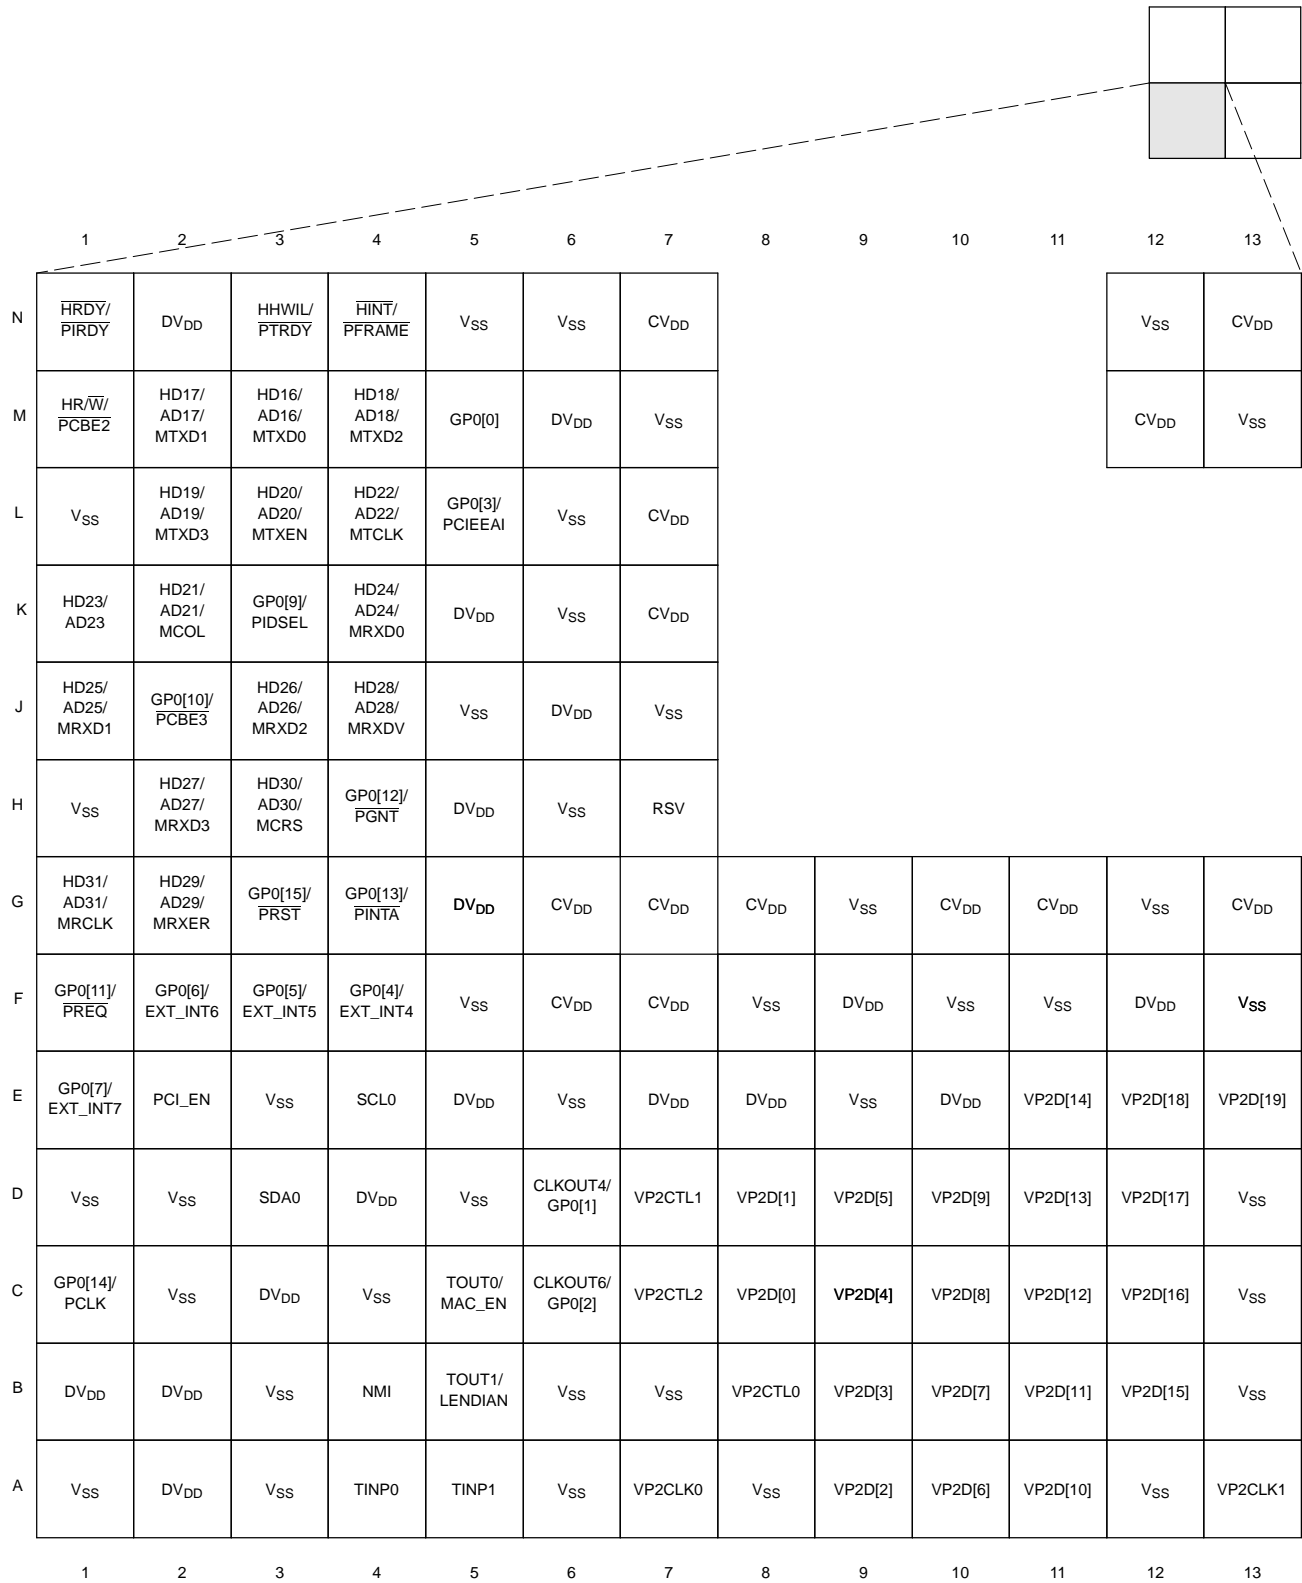 1 2 3 4 5 6 7 8 9 10 11 12 13
N HRDY/ PIRDY DVDD HHWIL/ PTRDY HINT/ PFRAME VSS VSS CVDD VSS CVDD
M HR/W/ PCBE2 HD17/ AD17/ MTXD1 HD16/ AD16/ MTXD0 HD18/ AD18/ MTXD2 GP0[0] DVDD VSS CVDD VSS
L VSS HD19/ AD19/ MTXD3 HD20/ AD20/ MTXEN HD22/ AD22/ MTCLK GP0[3]/ PCIEEAI VSS CVDD
K HD23/ AD23 HD21/ AD21/ MCOL GP0[9]/ PIDSEL HD24/ AD24/ MRXD0 DVDD VSS CVDD
J HD25/ AD25/ MRXD1 GP0[10]/ PCBE3 HD26/ AD26/ MRXD2 HD28/ AD28/ MRXDV VSS DVDD VSS
H VSS HD27/ AD27/ MRXD3 HD30/ AD30/ MCRS GP0[12]/ PGNT DVDD VSS RSV
G HD31/ AD31/ MRCLK HD29/ AD29/ MRXER GP0[15]/ PRST GP0[13]/ PINTA DVDD CVDD CVDD CVDD VSS CVDD CVDD VSS CVDD
F GP0[11]/ PREQ GP0[6]/ EXT_INT6 GP0[5]/ EXT_INT5 GP0[4]/ EXT_INT4 VSS CVDD CVDD VSS DVDD VSS VSS DVDD VSS
E GP0[7]/ EXT_INT7 PCI_EN VSS SCL0 DVDD VSS DVDD DVDD VSS DVDD VP2D[14] VP2D[18] VP2D[19]
D VSS VSS SDA0 DVDD VSS CLKOUT4/ GP0[1] VP2CTL1 VP2D[1] VP2D[5] VP2D[9] VP2D[13] VP2D[17] VSS
C GP0[14]/ PCLK VSS DVDD VSS TOUT0/ MAC_EN CLKOUT6/ GP0[2] VP2CTL2 VP2D[0] VP2D[4] VP2D[8] VP2D[12] VP2D[16] VSS
B DVDD DVDD VSS NMI TOUT1/ LENDIAN VSS VSS VP2CTL0 VP2D[3] VP2D[7] VP2D[11] VP2D[15] VSS
A VSS DVDD VSS TINP0 TINP1 VSS VP2CLK0 VSS VP2D[2] VP2D[6] VP2D[10] VSS VP2CLK1
1 2 3 4 5 6 7 8 9 10 11 12 13